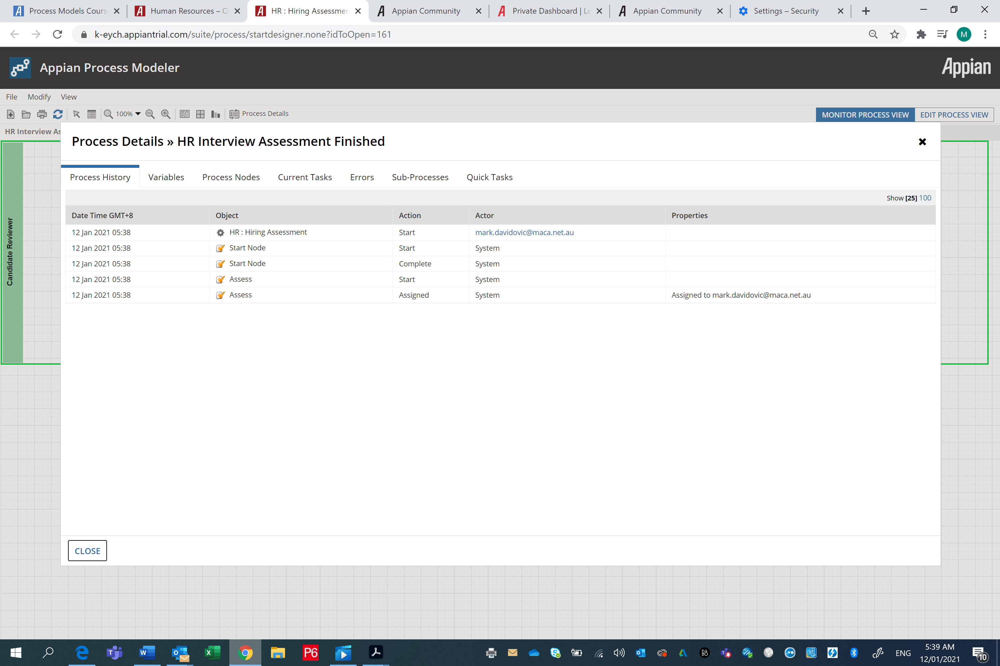 Process Models Cours
Human Resources – O
HR : Hiring Assessmen
Appian Community
Private Dashboard | Le
Appian Community
Settings – Security
k-eych.appiantrial.com/suite/process/startdesigner.none?idToOpen=161
M
Appian Process Modeler
Appian
File Modify View
100%
Process Details
MONITOR PROCESS VIEW
EDIT PROCESS VIEW
HR Interview As
Candidate Reviewer
Process Details » HR Interview Assessment Finished
Process History Variables Process Nodes Current Tasks Errors Sub-Processes Quick Tasks
Show [25] 100
Date Time GMT+8 Object Action Actor Properties
12 Jan 2021 05:38 HR : Hiring Assessment Start mark.davidovic@maca.net.au
12 Jan 2021 05:38 Start Node Start System
12 Jan 2021 05:38 Start Node Complete System
12 Jan 2021 05:38 Assess Start System
12 Jan 2021 05:38 Assess Assigned System Assigned to mark.davidovic@maca.net.au
CLOSE
P6
ENG
5:39 AM
12/01/2021
10